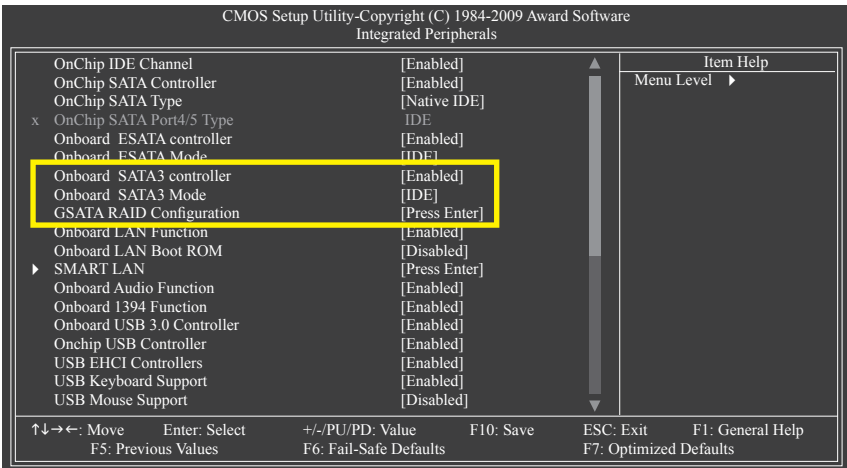 CMOS Setup Utility-Copyright (C) 1984-2009 Award Software
Integrated Peripherals
OnChip IDE Channel [Enabled]
OnChip SATA Controller [Enabled]
OnChip SATA Type [Native IDE]
x OnChip SATA Port4/5 Type IDE
Onboard ESATA controller [Enabled]
Onboard ESATA Mode [IDE]
Onboard SATA3 controller [Enabled]
Onboard SATA3 Mode [IDE]
GSATA RAID Configuration [Press Enter]
Onboard LAN Function [Enabled]
Onboard LAN Boot ROM [Disabled]
SMART LAN [Press Enter]
Onboard Audio Function [Enabled]
Onboard 1394 Function [Enabled]
Onboard USB 3.0 Controller [Enabled]
Onchip USB Controller [Enabled]
USB EHCI Controllers [Enabled]
USB Keyboard Support [Enabled]
USB Mouse Support [Disabled]
Item Help
Menu Level
↑↓→←: Move Enter: Select +/-/PU/PD: Value F10: Save ESC: Exit F1: General Help
F5: Previous Values F6: Fail-Safe Defaults F7: Optimized Defaults